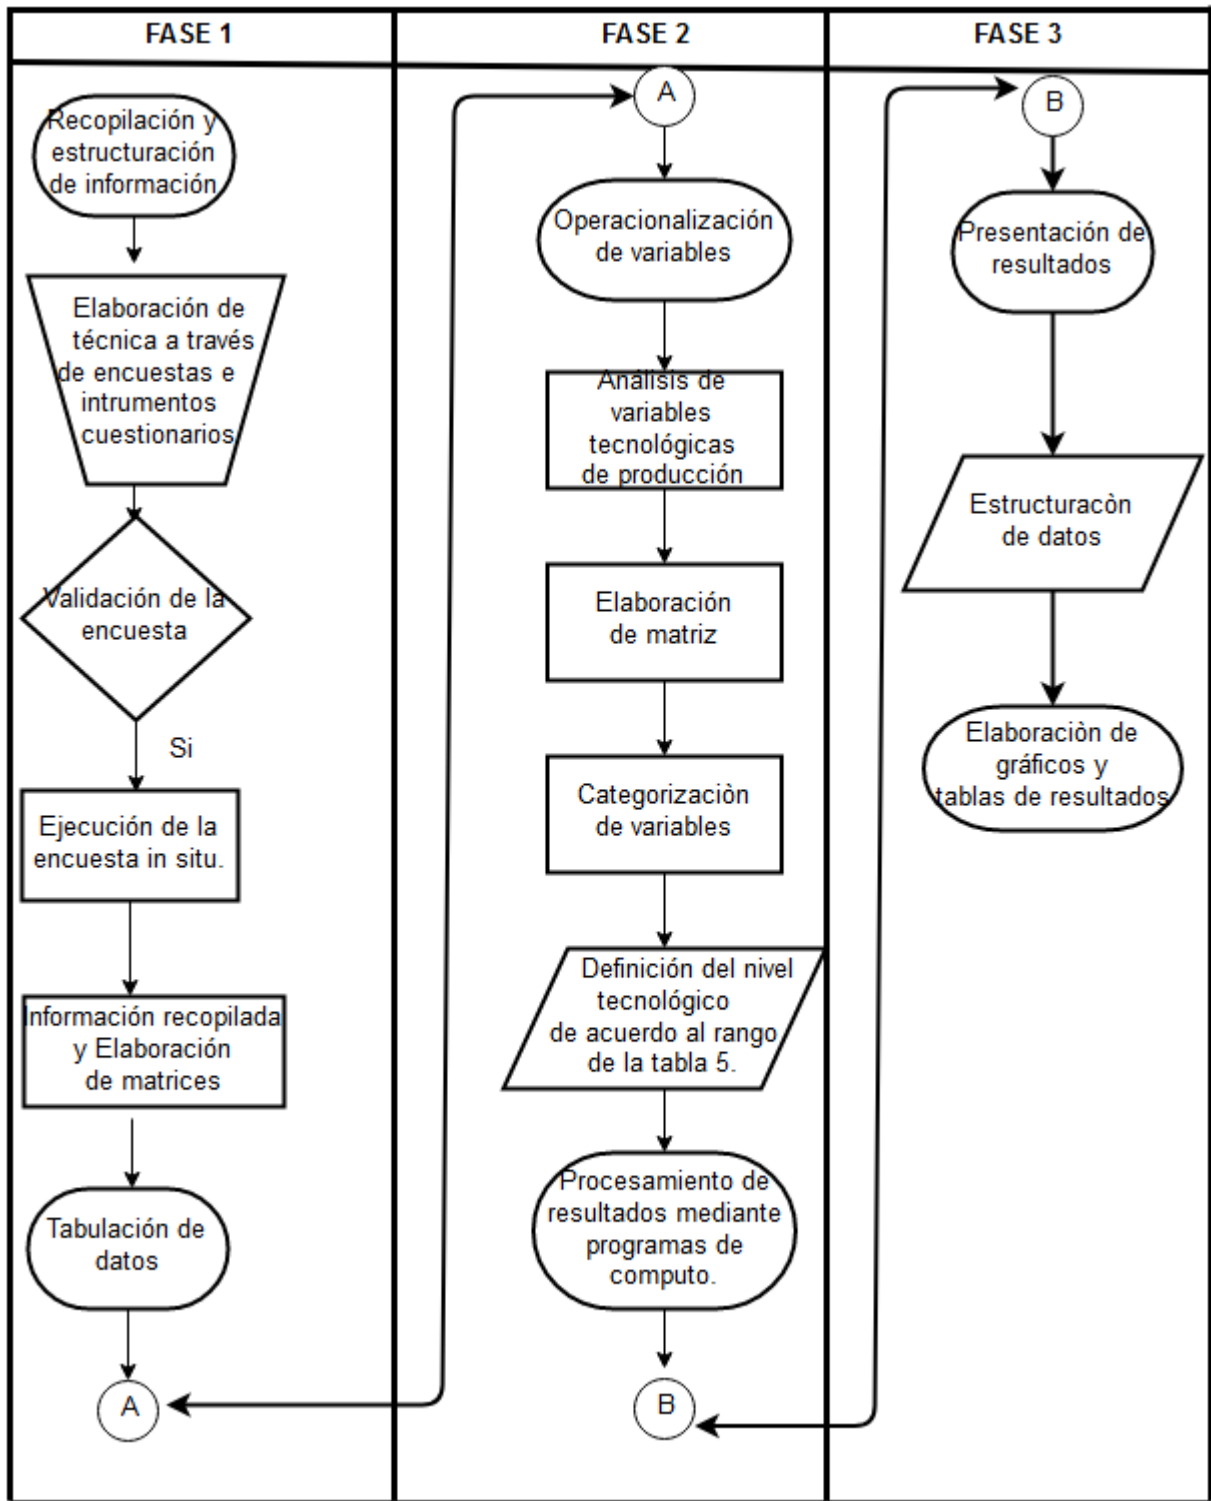 FASE 1
Recopilación y
estructuración
de información
Elaboración de
técnica a través
de encuestas e
intrumentos
cuestionarios
Validación de la
encuesta
Si
Ejecución de la
encuesta in situ.
Información recopilada
y Elaboración
de matrices
Tabulación de
datos
A
FASE 2
A
Operacionalización
de variables
Análisis de
variables
tecnológicas
de producción
Elaboración
de matriz
Categorizaciòn
de variables
Definición del nivel
tecnológico
de acuerdo al rango
de la tabla 5.
Procesamiento de
resultados mediante
programas de
computo.
B
FASE 3
B
Presentación de
resultados
Estructuracòn
de datos
Elaboraciòn de
gráficos y
tablas de resultados